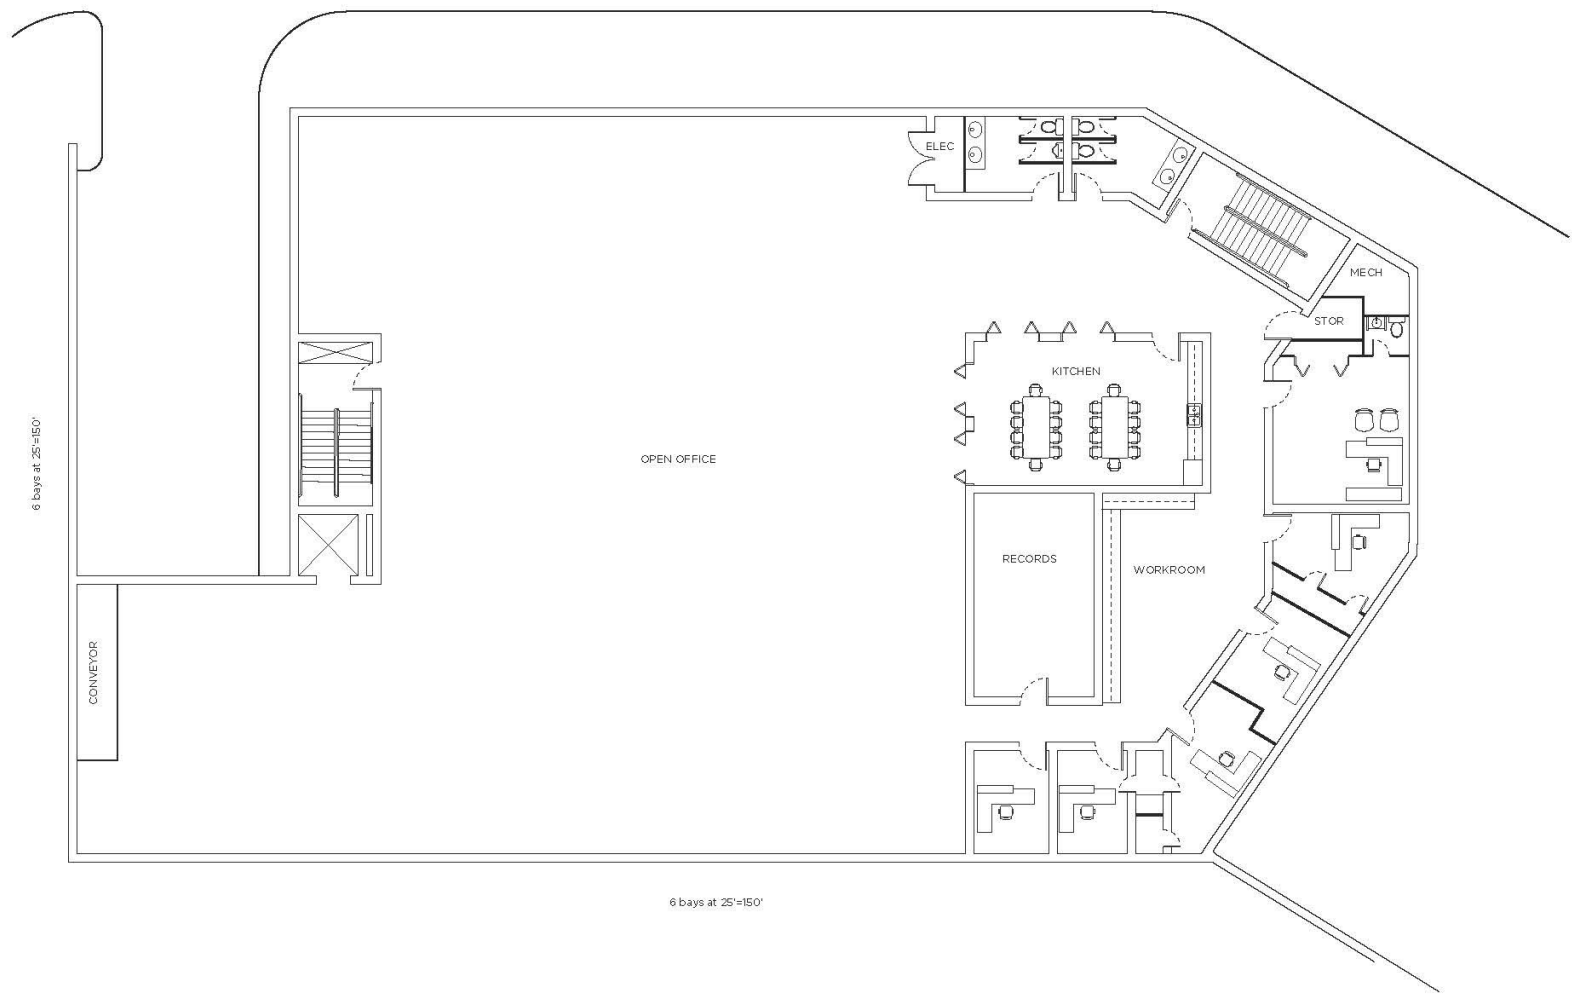 ELEC
MECH
STOR
KITCHEN
6 bays at 25'=150'
OPEN OFFICE
RECORDS
WORKROOM
CONVEYOR
6 bays at 25'=150'